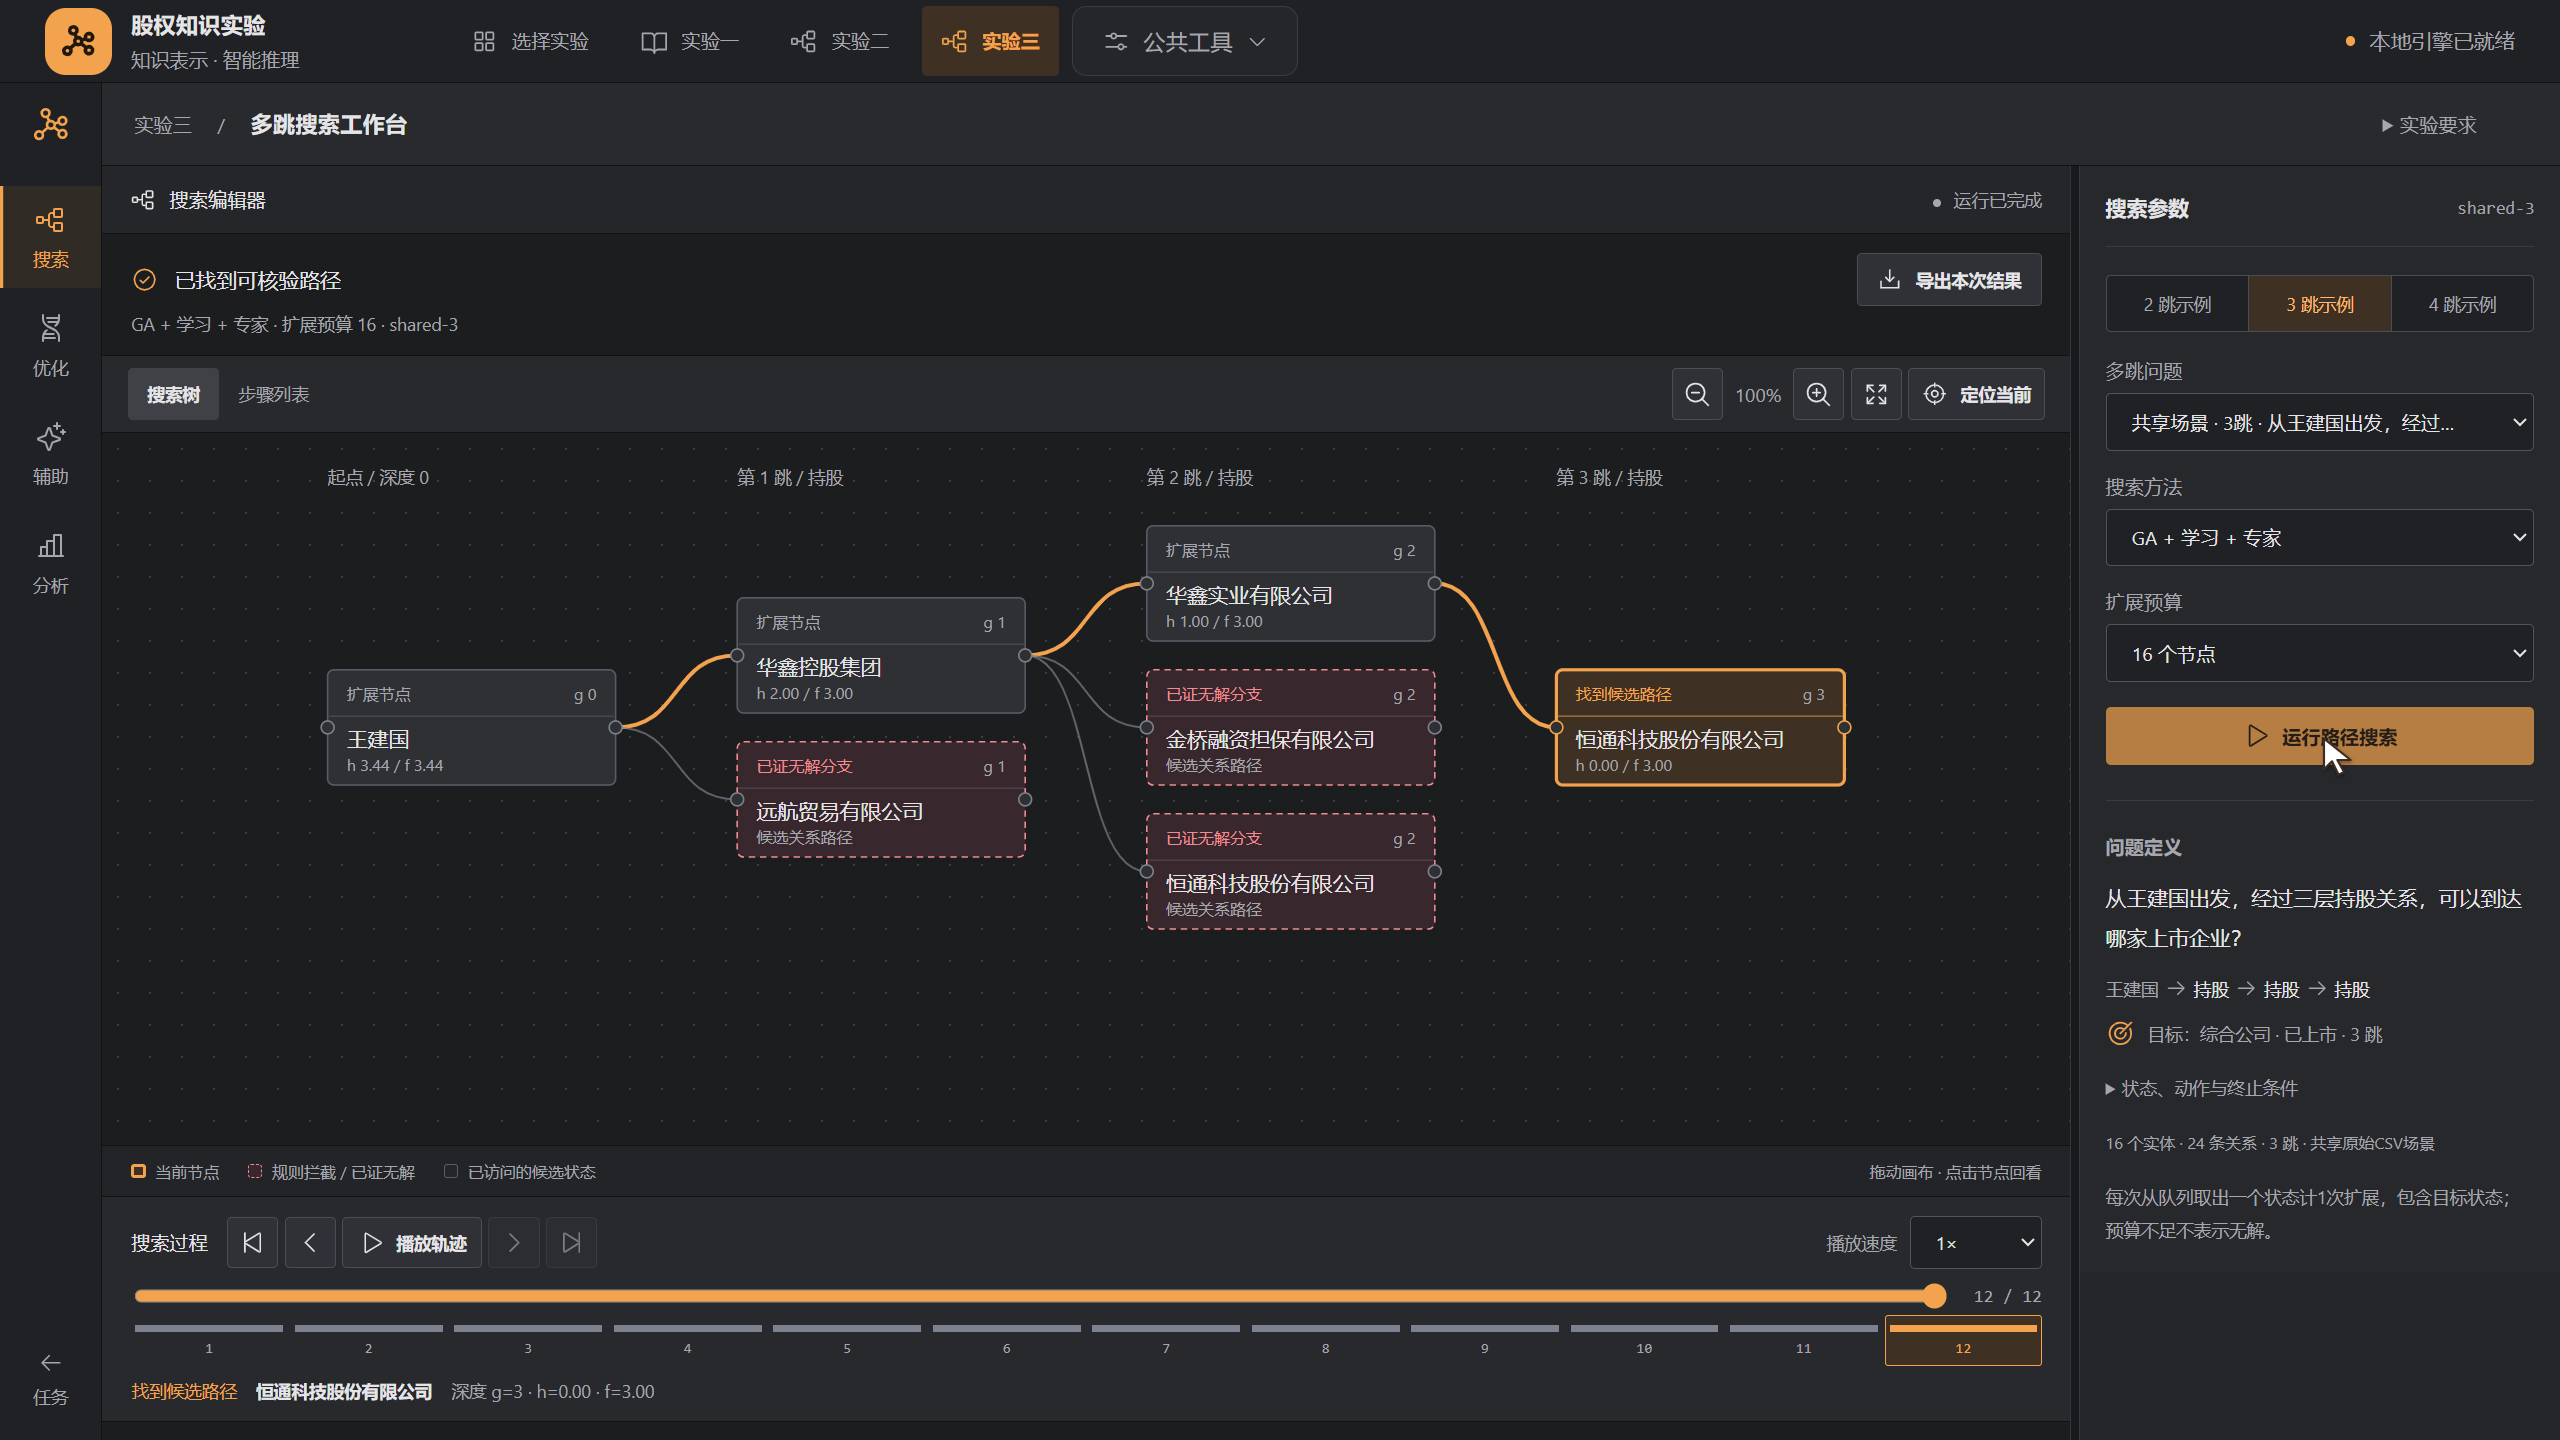 股权知识实验
知识表示 · 智能推理
选择实验
实验一
实验二
实验三
公共工具
本地引擎已就绪
实验三 / 多跳搜索工作台
实验要求
搜索
优化
辅助
分析
任务
搜索编辑器
运行已完成
已找到可核验路径
GA + 学习 + 专家 · 扩展预算 16 · shared-3
导出本次结果
搜索树
步骤列表
100%
定位当前
起点 / 深度 0
第 1 跳 / 持股
第 2 跳 / 持股
第 3 跳 / 持股
扩展节点 g 0
王建国
h 3.44 / f 3.44
扩展节点 g 1
华鑫控股集团
h 2.00 / f 3.00
已证无解分支 g 1
远航贸易有限公司
候选关系路径
扩展节点 g 2
华鑫实业有限公司
h 1.00 / f 3.00
已证无解分支 g 2
金桥融资担保有限公司
候选关系路径
已证无解分支 g 2
恒通科技股份有限公司
候选关系路径
找到候选路径 g 3
恒通科技股份有限公司
h 0.00 / f 3.00
当前节点
规则拦截 / 已证无解
已访问的候选状态
拖动画布 · 点击节点回看
搜索过程
播放轨迹
播放速度
1×
12 / 12
1 2 3 4 5 6 7 8 9 10 11 12
找到候选路径 恒通科技股份有限公司 深度 g=3 · h=0.00 · f=3.00
搜索参数
shared-3
2 跳示例
3 跳示例
4 跳示例
多跳问题
共享场景 · 3跳 · 从王建国出发，经过...
搜索方法
GA + 学习 + 专家
扩展预算
16 个节点
运行路径搜索
问题定义
从王建国出发，经过三层持股关系，可以到达
哪家上市企业？
王建国 → 持股 → 持股 → 持股
目标：综合公司 · 已上市 · 3 跳
状态、动作与终止条件
16 个实体 · 24 条关系 · 3 跳 · 共享原始CSV场景
每次从队列取出一个状态计1次扩展，包含目标状态；
预算不足不表示无解。